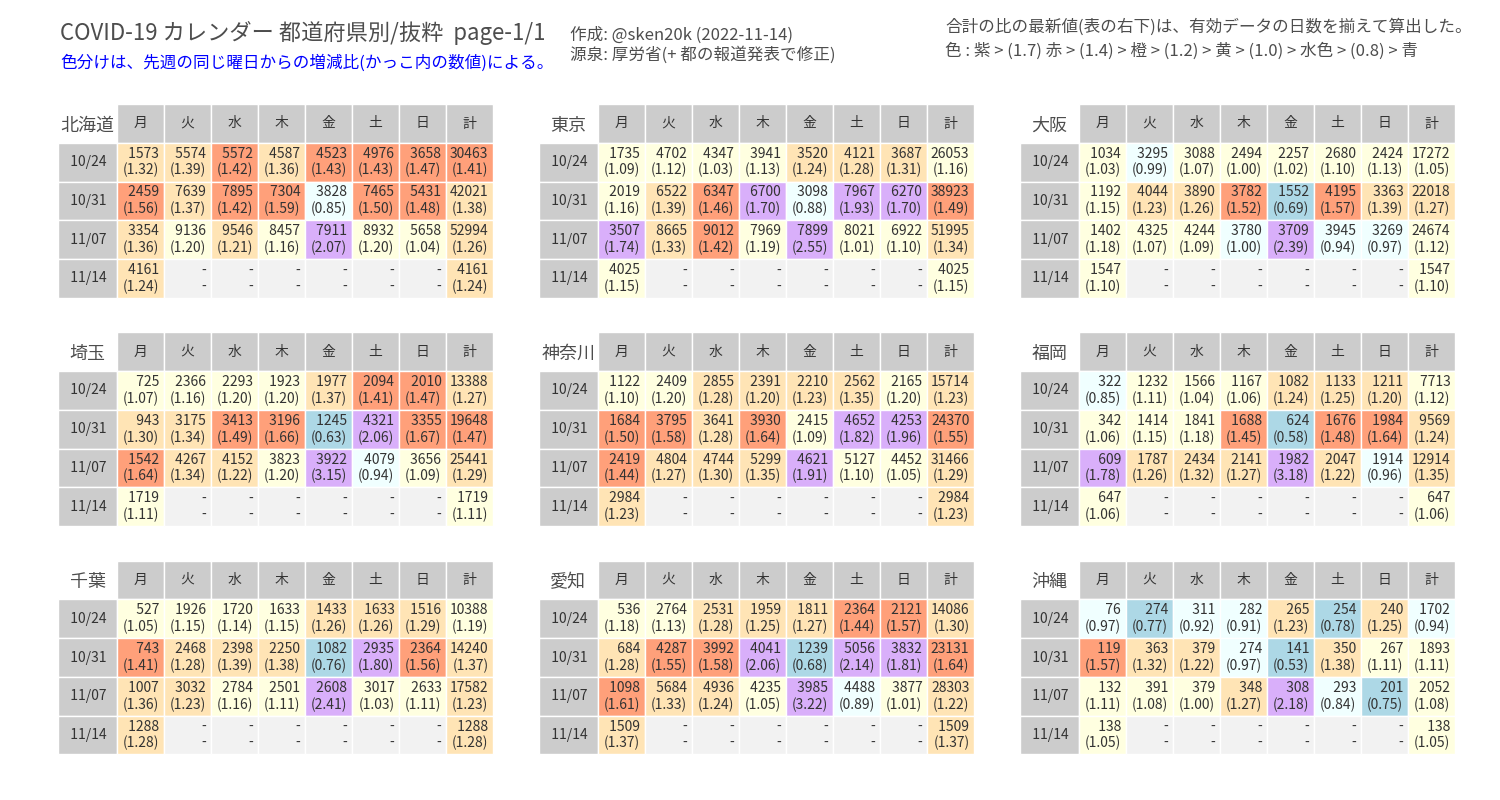 COVID-19 カレンダー 都道府県別/抜粋 page-1/1
色分けは、先週の同じ曜日からの増減比(かっこ内の数値)による。
作成: @sken20k (2022-11-14)
源泉: 厚労省(+ 都の報道発表で修正)
合計の比の最新値(表の右下)は、有効データの日数を揃えて算出した。
色 : 紫 > (1.7) 赤 > (1.4) > 橙 > (1.2) > 黄 > (1.0) > 水色 > (0.8) > 青
北海道 月 火 水 木 金 土 日 計
10/24 1573 5574 5572 4587 4523 4976 3658 30463
(1.32) (1.39) (1.42) (1.36) (1.43) (1.43) (1.47) (1.41)
10/31 2459 7639 7895 7304 3828 7465 5431 42021
(1.56) (1.37) (1.42) (1.59) (0.85) (1.50) (1.48) (1.38)
11/07 3354 9136 9546 8457 7911 8932 5658 52994
(1.36) (1.20) (1.21) (1.16) (2.07) (1.20) (1.04) (1.26)
11/14 4161 - - - - - - 4161
(1.24) - - - - - - (1.24)
東京 月 火 水 木 金 土 日 計
10/24 1735 4702 4347 3941 3520 4121 3687 26053
(1.09) (1.12) (1.03) (1.13) (1.24) (1.28) (1.31) (1.16)
10/31 2019 6522 6347 6700 3098 7967 6270 38923
(1.16) (1.39) (1.46) (1.70) (0.88) (1.93) (1.70) (1.49)
11/07 3507 8665 9012 7969 7899 8021 6922 51995
(1.74) (1.33) (1.42) (1.19) (2.55) (1.01) (1.10) (1.34)
11/14 4025 - - - - - - 4025
(1.15) - - - - - - (1.15)
大阪 月 火 水 木 金 土 日 計
10/24 1034 3295 3088 2494 2257 2680 2424 17272
(1.03) (0.99) (1.07) (1.00) (1.02) (1.10) (1.13) (1.05)
10/31 1192 4044 3890 3782 1552 4195 3363 22018
(1.15) (1.23) (1.26) (1.52) (0.69) (1.57) (1.39) (1.27)
11/07 1402 4325 4244 3780 3709 3945 3269 24674
(1.18) (1.07) (1.09) (1.00) (2.39) (0.94) (0.97) (1.12)
11/14 1547 - - - - - - 1547
(1.10) - - - - - - (1.10)
埼玉 月 火 水 木 金 土 日 計
10/24 725 2366 2293 1923 1977 2094 2010 13388
(1.07) (1.16) (1.20) (1.20) (1.37) (1.41) (1.47) (1.27)
10/31 943 3175 3413 3196 1245 4321 3355 19648
(1.30) (1.34) (1.49) (1.66) (0.63) (2.06) (1.67) (1.47)
11/07 1542 4267 4152 3823 3922 4079 3656 25441
(1.64) (1.34) (1.22) (1.20) (3.15) (0.94) (1.09) (1.29)
11/14 1719 - - - - - - 1719
(1.11) - - - - - - (1.11)
神奈川 月 火 水 木 金 土 日 計
10/24 1122 2409 2855 2391 2210 2562 2165 15714
(1.10) (1.20) (1.28) (1.20) (1.23) (1.35) (1.20) (1.23)
10/31 1684 3795 3641 3930 2415 4652 4253 24370
(1.50) (1.58) (1.28) (1.64) (1.09) (1.82) (1.96) (1.55)
11/07 2419 4804 4744 5299 4621 5127 4452 31466
(1.44) (1.27) (1.30) (1.35) (1.91) (1.10) (1.05) (1.29)
11/14 2984 - - - - - - 2984
(1.23) - - - - - - (1.23)
福岡 月 火 水 木 金 土 日 計
10/24 322 1232 1566 1167 1082 1133 1211 7713
(0.85) (1.11) (1.04) (1.06) (1.24) (1.25) (1.20) (1.12)
10/31 342 1414 1841 1688 624 1676 1984 9569
(1.06) (1.15) (1.18) (1.45) (0.58) (1.48) (1.64) (1.24)
11/07 609 1787 2434 2141 1982 2047 1914 12914
(1.78) (1.26) (1.32) (1.27) (3.18) (1.22) (0.96) (1.35)
11/14 647 - - - - - - 647
(1.06) - - - - - - (1.06)
千葉 月 火 水 木 金 土 日 計
10/24 527 1926 1720 1633 1433 1633 1516 10388
(1.05) (1.15) (1.14) (1.15) (1.26) (1.26) (1.29) (1.19)
10/31 743 2468 2398 2250 1082 2935 2364 14240
(1.41) (1.28) (1.39) (1.38) (0.76) (1.80) (1.56) (1.37)
11/07 1007 3032 2784 2501 2608 3017 2633 17582
(1.36) (1.23) (1.16) (1.11) (2.41) (1.03) (1.11) (1.23)
11/14 1288 - - - - - - 1288
(1.28) - - - - - - (1.28)
愛知 月 火 水 木 金 土 日 計
10/24 536 2764 2531 1959 1811 2364 2121 14086
(1.18) (1.13) (1.28) (1.25) (1.27) (1.44) (1.57) (1.30)
10/31 684 4287 3992 4041 1239 5056 3832 23131
(1.28) (1.55) (1.58) (2.06) (0.68) (2.14) (1.81) (1.64)
11/07 1098 5684 4936 4235 3985 4488 3877 28303
(1.61) (1.33) (1.24) (1.05) (3.22) (0.89) (1.01) (1.22)
11/14 1509 - - - - - - 1509
(1.37) - - - - - - (1.37)
沖縄 月 火 水 木 金 土 日 計
10/24 76 274 311 282 265 254 240 1702
(0.97) (0.77) (0.92) (0.91) (1.23) (0.78) (1.25) (0.94)
10/31 119 363 379 274 141 350 267 1893
(1.57) (1.32) (1.22) (0.97) (0.53) (1.38) (1.11) (1.11)
11/07 132 391 379 348 308 293 201 2052
(1.11) (1.08) (1.00) (1.27) (2.18) (0.84) (0.75) (1.08)
11/14 138 - - - - - - 138
(1.05) - - - - - - (1.05)